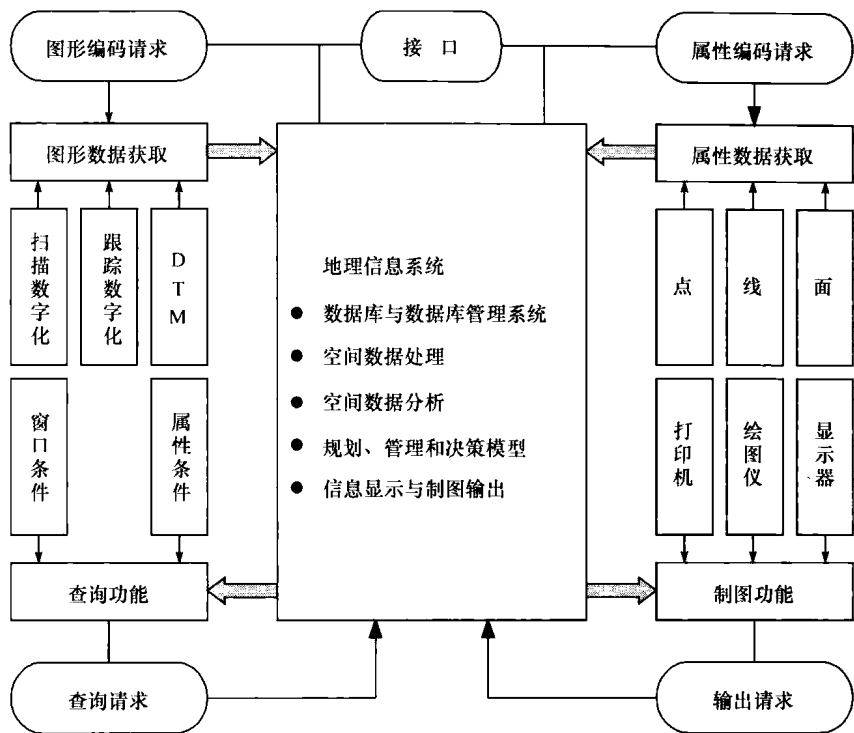 图形编码请求
接 口
属性编码请求
图形数据获取
属性数据获取
扫描数字化
跟踪数字化
DTM
点
线
面
地理信息系统
● 数据库与数据库管理系统
● 空间数据处理
● 空间数据分析
● 规划、管理和决策模型
● 信息显示与制图输出
窗口条件
属性条件
打印机
绘图仪
显示器
查询功能
制图功能
查询请求
输出请求